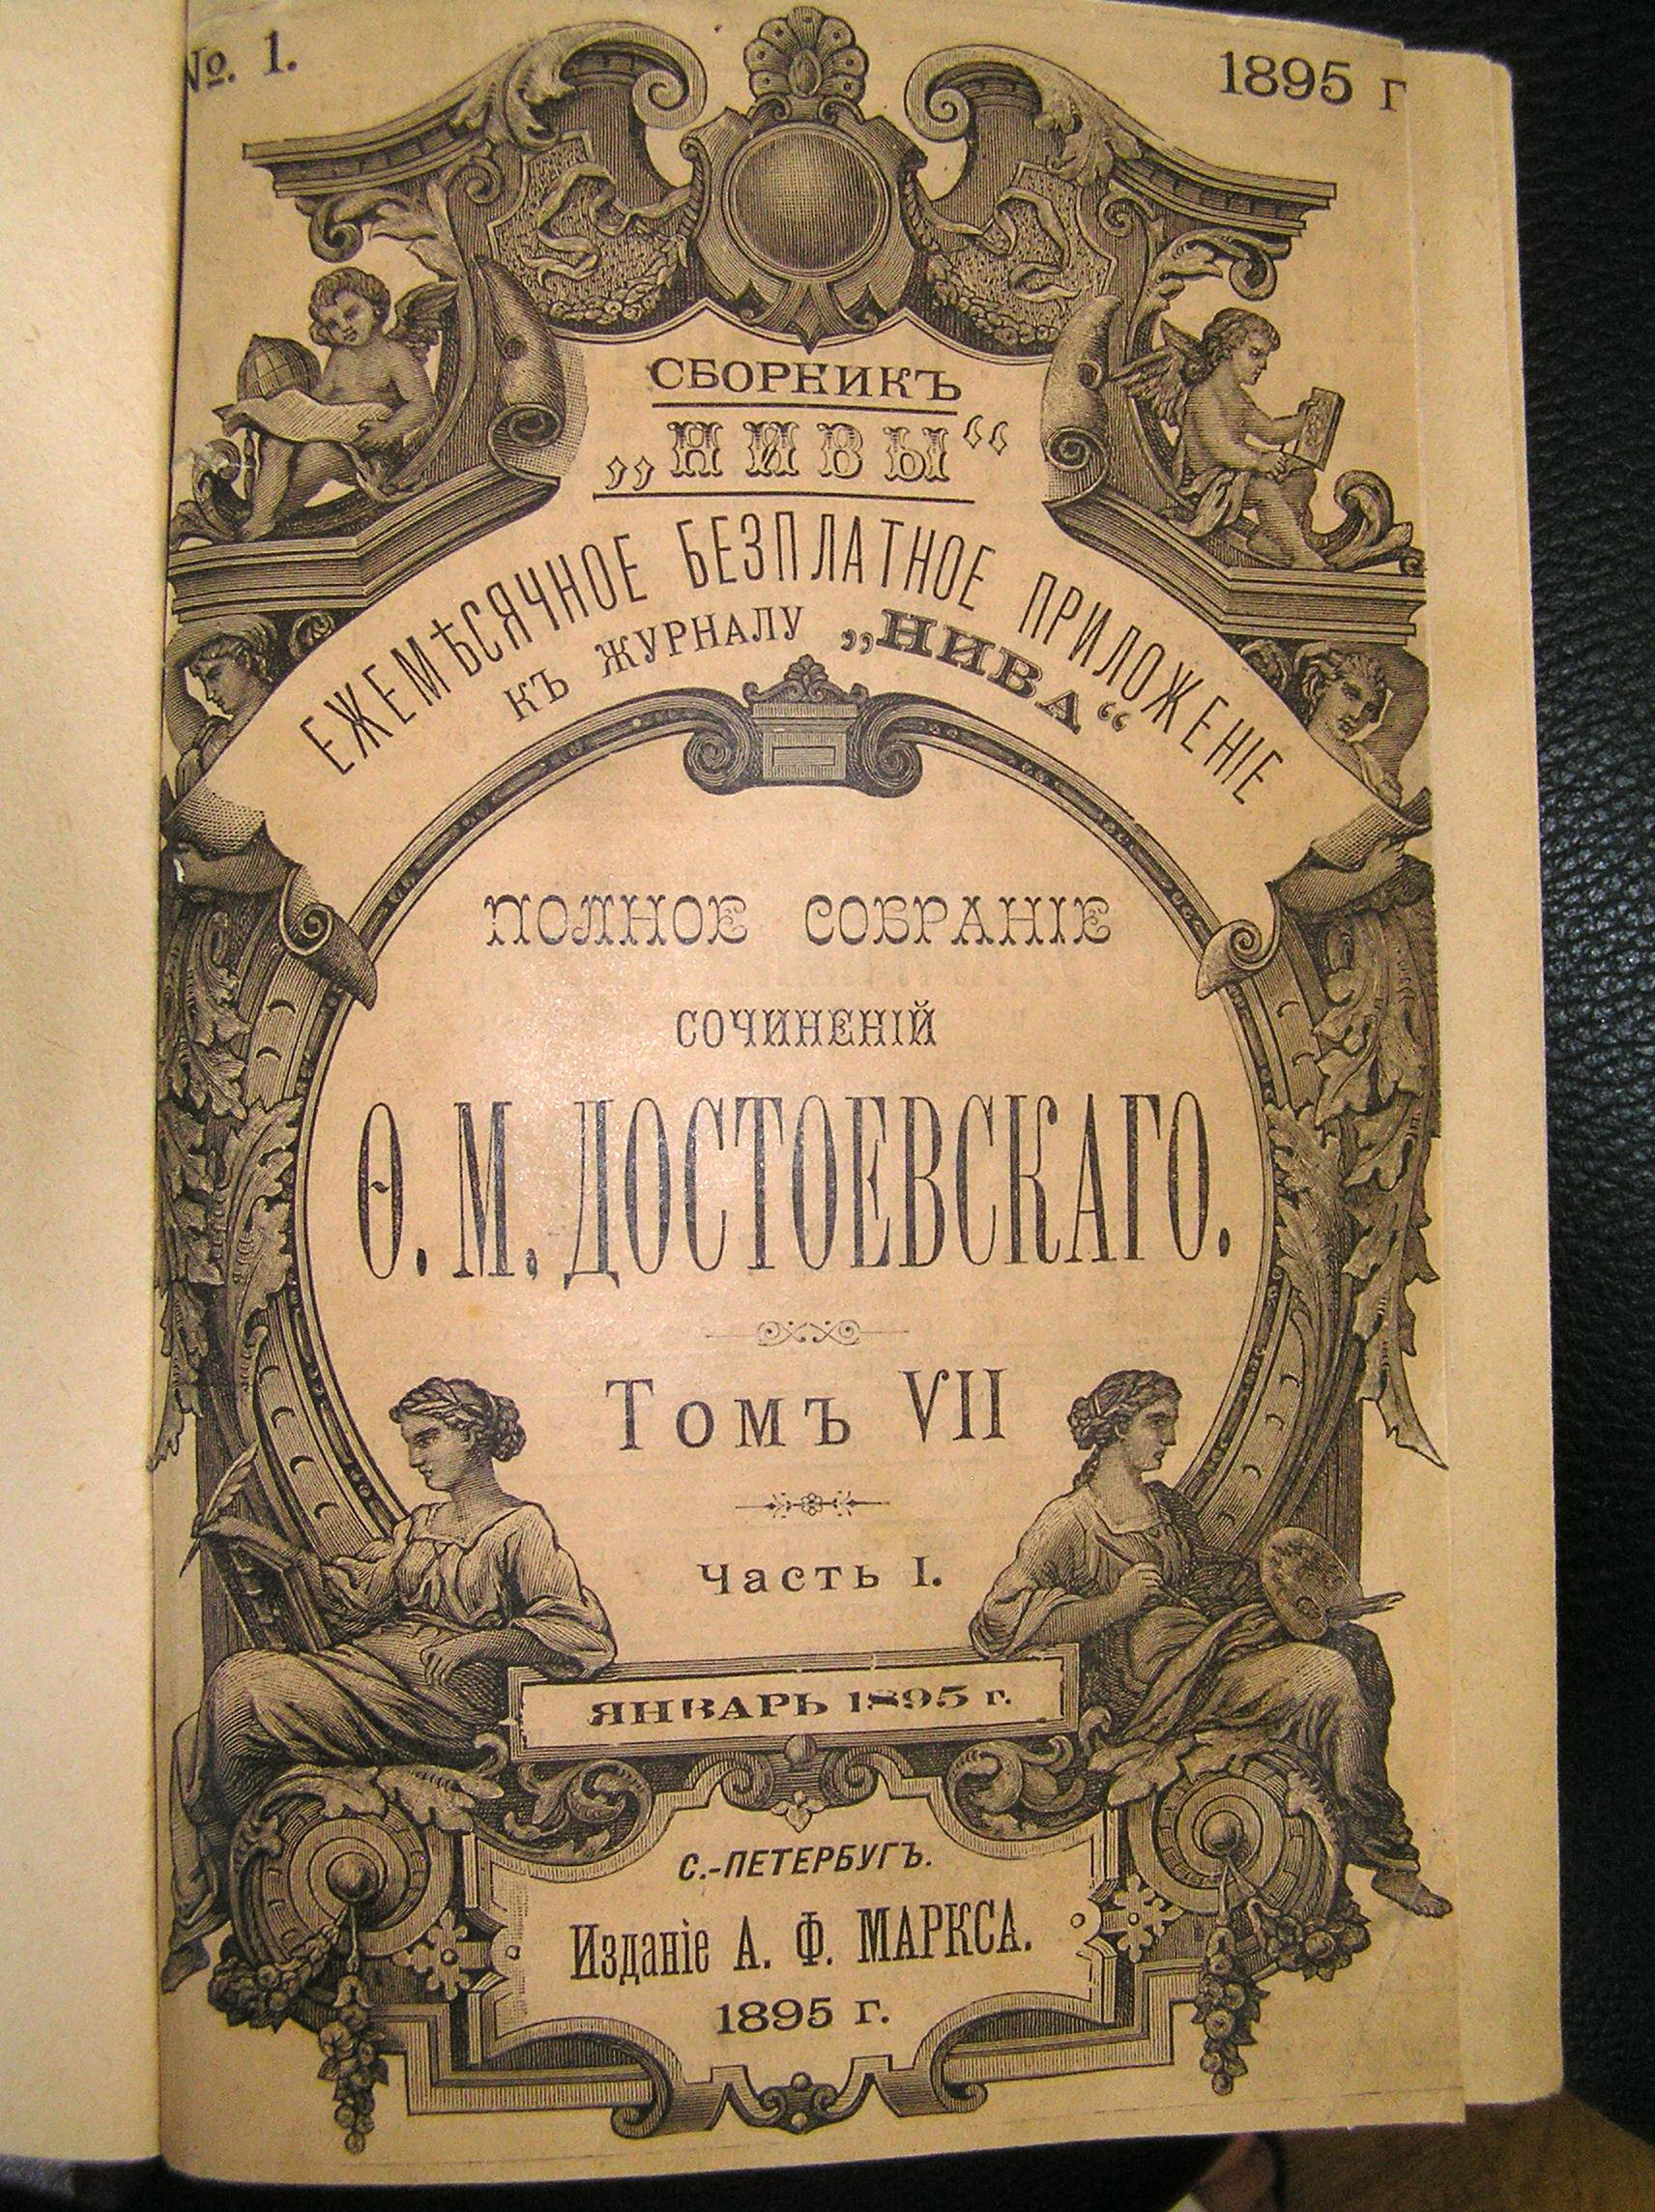 №. 1.
1895 г
СБОРНИКЪ
„НИВЫ“
ЕЖЕМѢСЯЧНОЕ БЕЗПЛАТНОЕ ПРИЛОЖЕНІЕ
КЪ ЖУРНАЛУ „НИВА“
ПОЛНОЕ СОБРАНІЕ
СОЧИНЕНІЙ
Ѳ. М. ДОСТОЕВСКАГО.
Томъ VII
Часть I.
ЯНВАРЬ 1895 г.
С.-ПЕТЕРБУГЪ.
Изданіе А. Ф. МАРКСА.
1895 г.